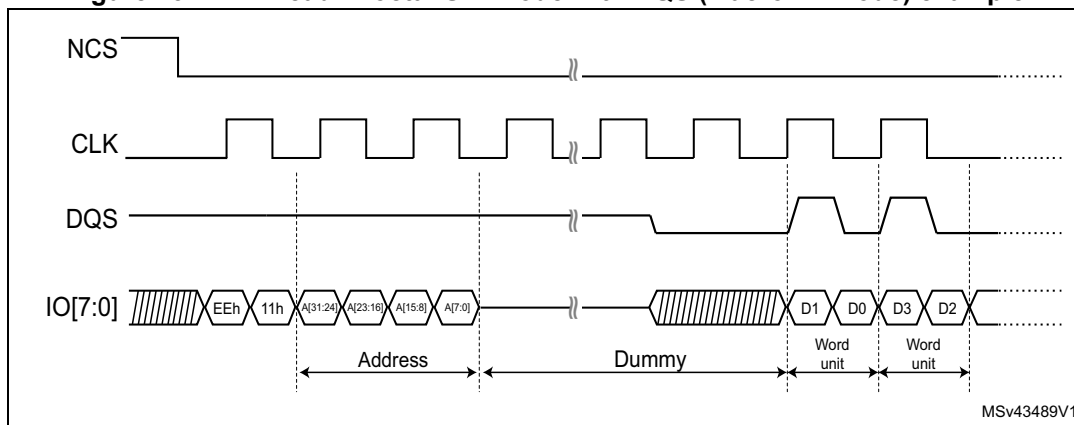 NCS
CLK
DQS
IO[7:0]
EEh 11h A[31:24] A[23:16] A[15:8] A[7:0] D1 D0 D3 D2
Address Dummy Word unit Word unit
MSv43489V1